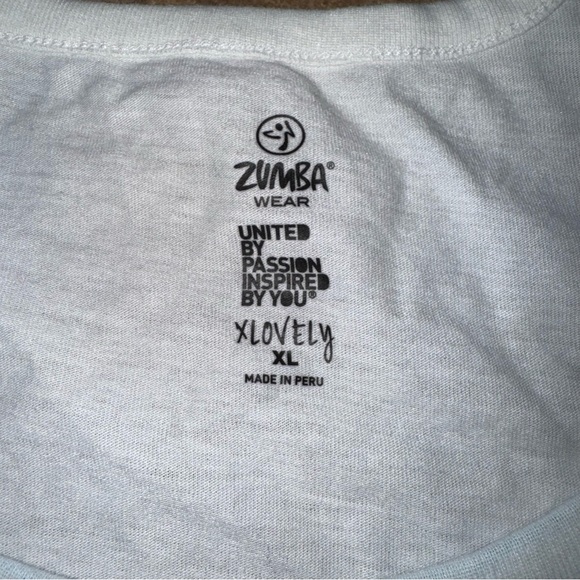 ZUMBA®
WEAR
UNITED
BY
PASSION
INSPIRED
BY YOU®
XLOVELY
XL
MADE IN PERU